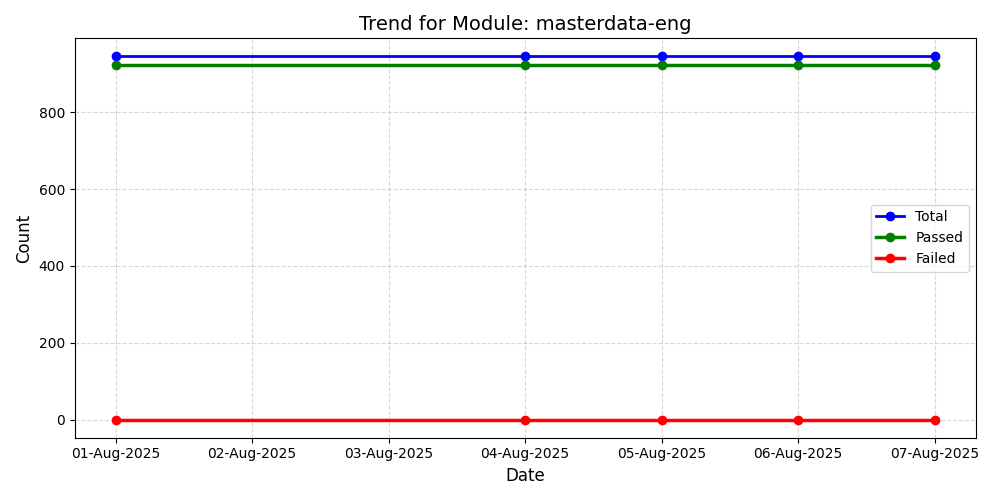 Trend for Module: masterdata-eng
Count
800
600
400
200
0
Total
Passed
Failed
01-Aug-2025 02-Aug-2025 03-Aug-2025 04-Aug-2025 05-Aug-2025 06-Aug-2025 07-Aug-2025
Date